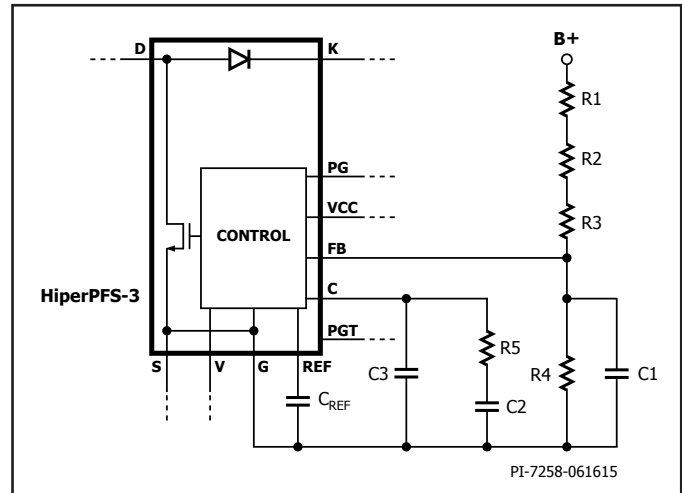 D
K
B+
R1
R2
R3
PG
VCC
CONTROL
FB
HiperPFS-3
C
PGT
S
V
G
REF
R5
R4
C3
C1
C2
CREF
PI-7258-061615